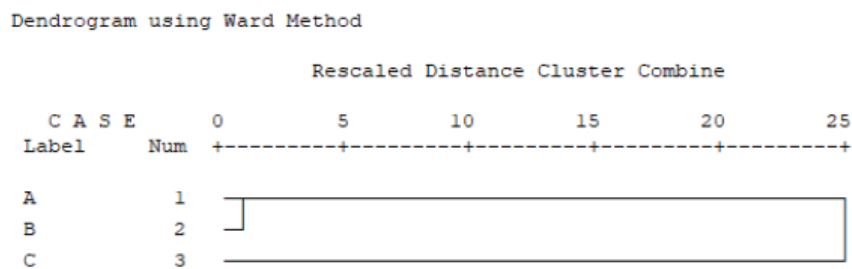 Dendrogram using Ward Method
Rescaled Distance Cluster Combine
C A S E 0 5 10 15 20 25
Label Num +---------+---------+---------+---------+---------+
A 1
B 2
C 3